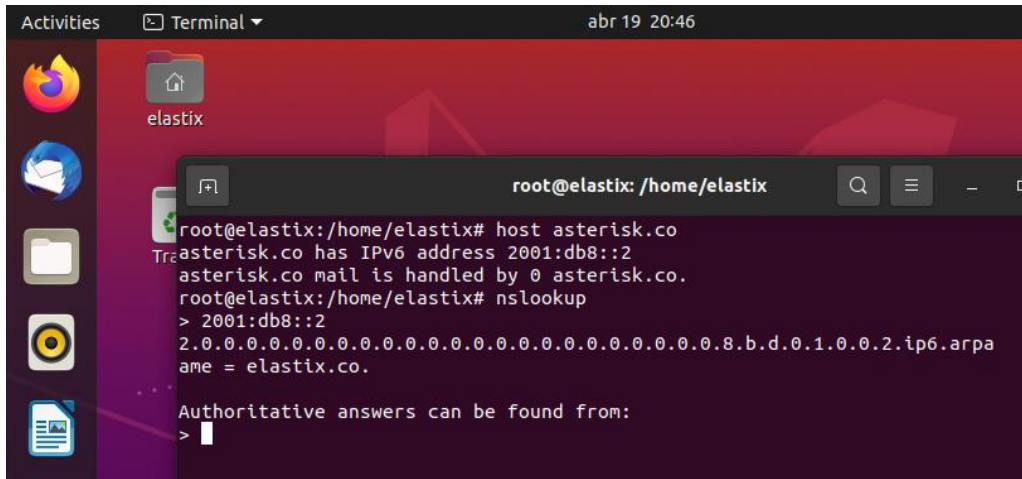 Activities
Terminal
abr 19 20:46
elastix
root@elastix: /home/elastix
Tra
root@elastix:/home/elastix# host asterisk.co
asterisk.co has IPv6 address 2001:db8::2
asterisk.co mail is handled by 0 asterisk.co.
root@elastix:/home/elastix# nslookup
> 2001:db8::2
2.0.0.0.0.0.0.0.0.0.0.0.0.0.0.0.0.0.0.0.0.0.0.0.8.b.d.0.1.0.0.2.ip6.arpa
ame = elastix.co.
Authoritative answers can be found from:
>